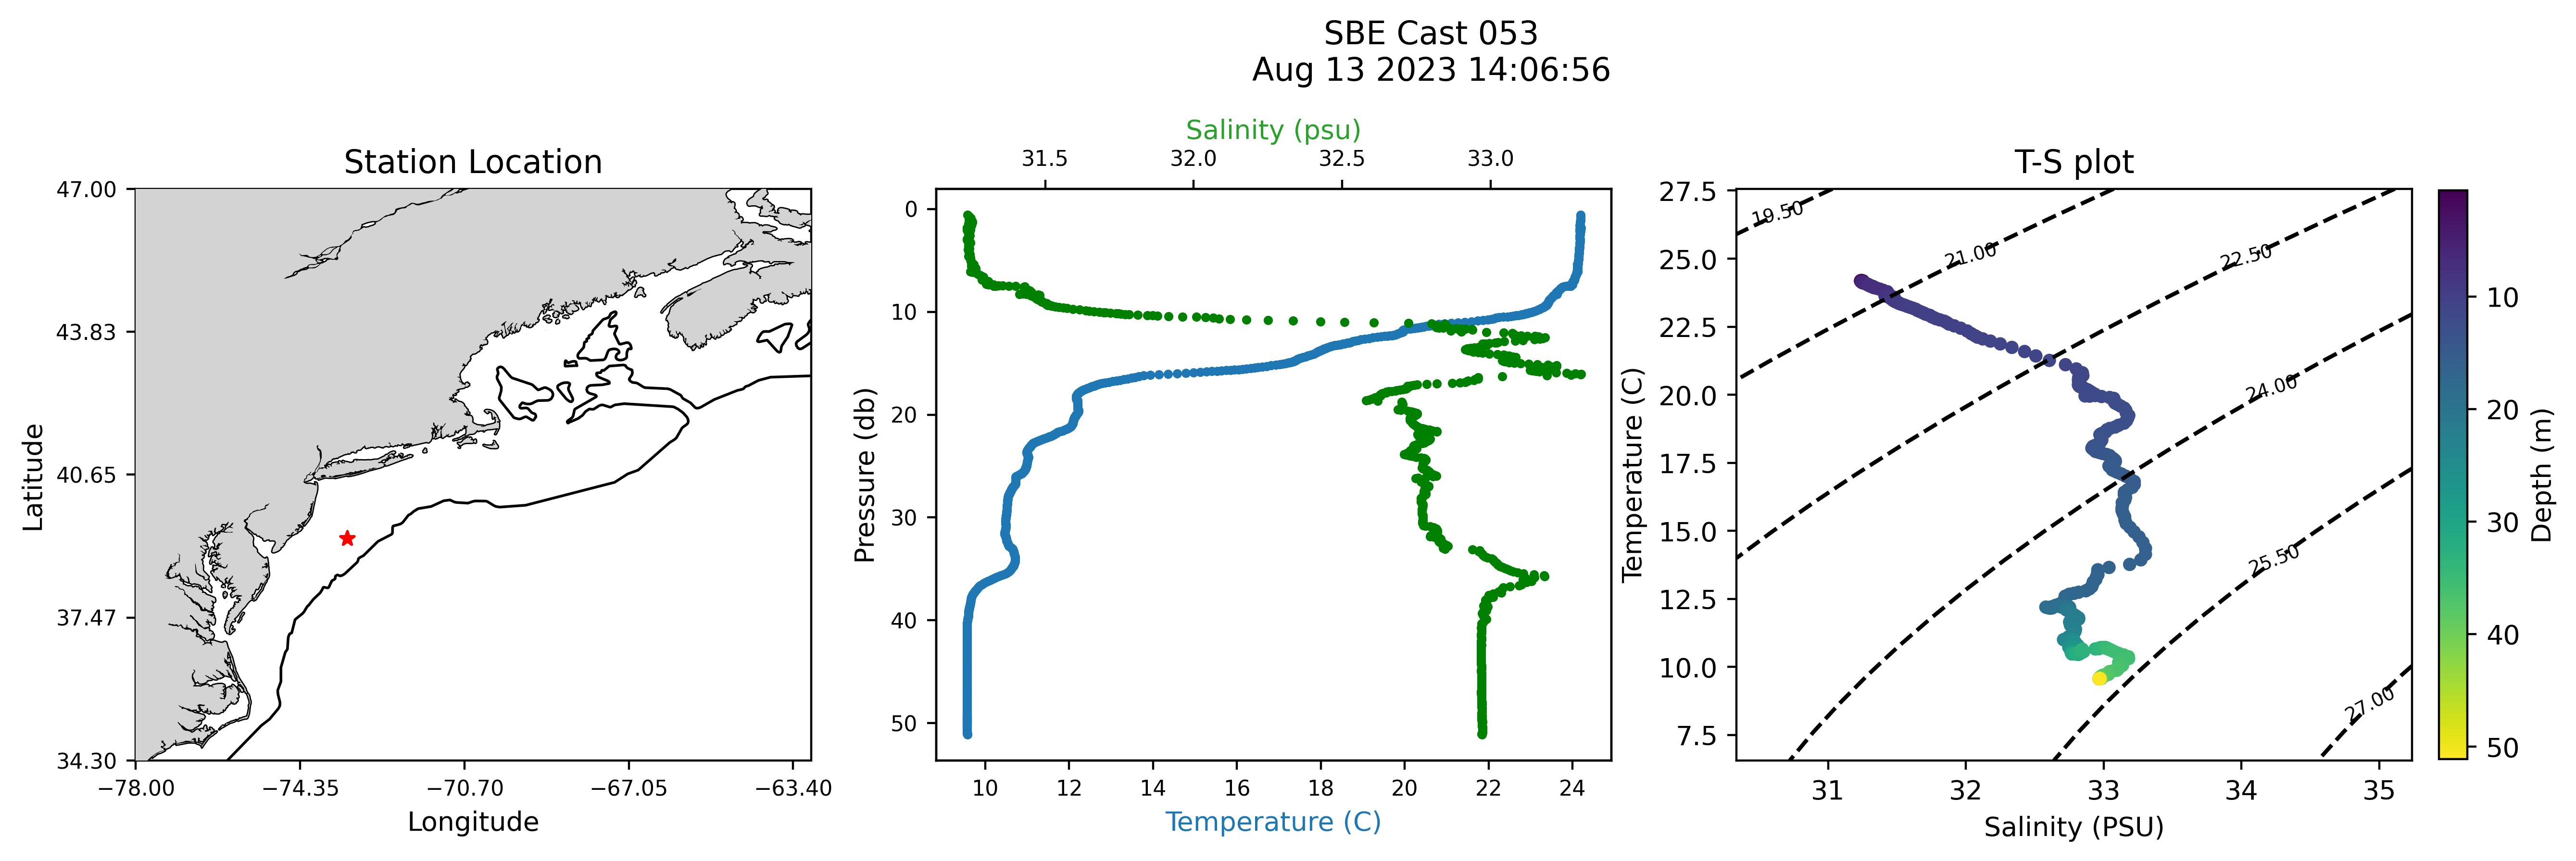 SBE Cast 053
Aug 13 2023 14:06:56
Station Location
47.00
43.83
40.65
37.47
34.30
Latitude
−78.00 −74.35 −70.70 −67.05 −63.40
Longitude
Salinity (psu)
31.5 32.0 32.5 33.0
0
10
20
30
40
50
Pressure (db)
10 12 14 16 18 20 22 24
Temperature (C)
T-S plot
27.5
25.0
22.5
20.0
17.5
15.0
12.5
10.0
7.5
Temperature (C)
19.50
21.00
22.50
24.00
25.50
27.00
31 32 33 34 35
Salinity (PSU)
10
20
30
40
50
Depth (m)